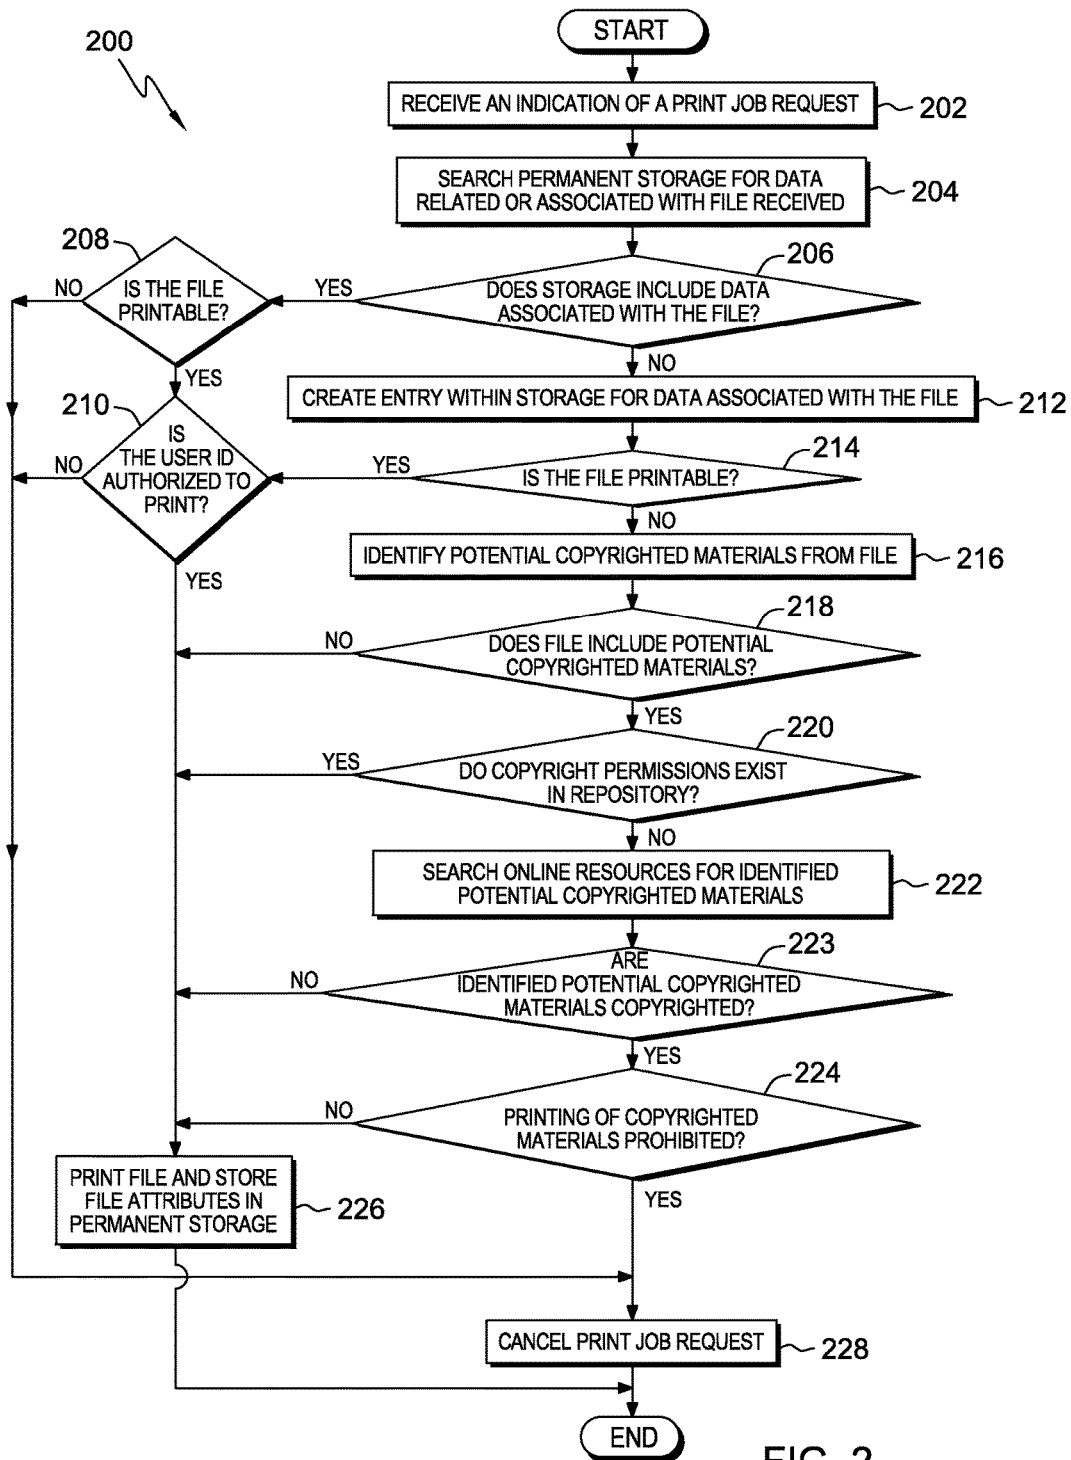 START
200
RECEIVE AN INDICATION OF A PRINT JOB REQUEST
202
SEARCH PERMANENT STORAGE FOR DATA
RELATED OR ASSOCIATED WITH FILE RECEIVED
204
206
DOES STORAGE INCLUDE DATA
ASSOCIATED WITH THE FILE?
YES
NO
208
IS THE FILE
PRINTABLE?
NO
YES
CREATE ENTRY WITHIN STORAGE FOR DATA ASSOCIATED WITH THE FILE
212
210
IS
THE USER ID
AUTHORIZED TO
PRINT?
NO
YES
214
IS THE FILE PRINTABLE?
YES
NO
IDENTIFY POTENTIAL COPYRIGHTED MATERIALS FROM FILE
216
218
DOES FILE INCLUDE POTENTIAL
COPYRIGHTED MATERIALS?
NO
YES
220
DO COPYRIGHT PERMISSIONS EXIST
IN REPOSITORY?
YES
NO
SEARCH ONLINE RESOURCES FOR IDENTIFIED
POTENTIAL COPYRIGHTED MATERIALS
222
223
ARE
IDENTIFIED POTENTIAL COPYRIGHTED
MATERIALS COPYRIGHTED?
NO
YES
224
PRINTING OF COPYRIGHTED
MATERIALS PROHIBITED?
NO
YES
PRINT FILE AND STORE
FILE ATTRIBUTES IN
PERMANENT STORAGE
226
CANCEL PRINT JOB REQUEST
228
END
FIG. 2